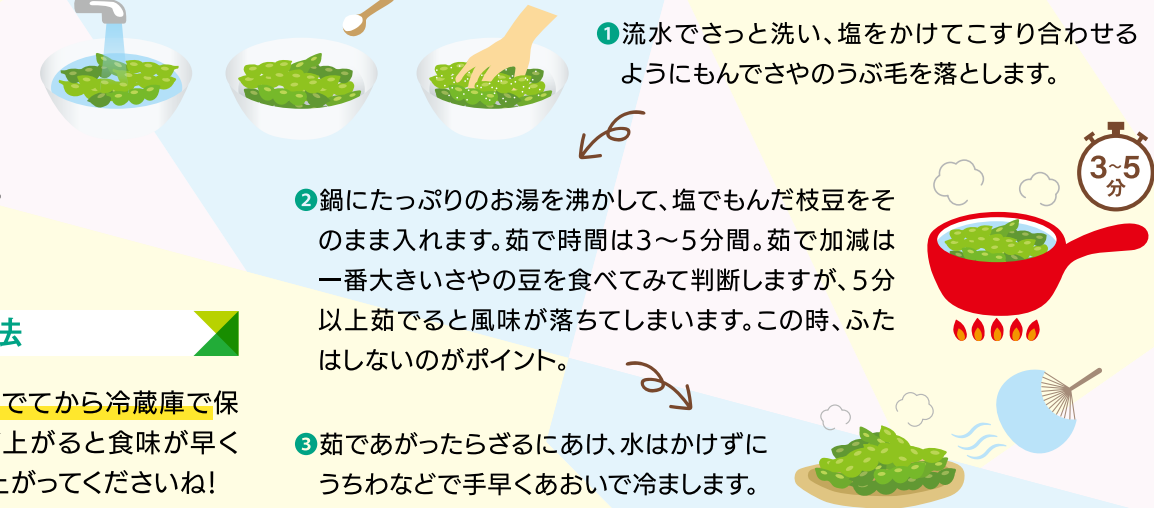 ❶流水でさっと洗い、塩をかけてこすり合わせる
ようにもんでさやのうぶ毛を落とします。
3〜5
分
❷鍋にたっぷりのお湯を沸かして、塩でもんだ枝豆をそ
のまま入れます。茹で時間は3〜5分間。茹で加減は
一番大きいさやの豆を食べてみて判断しますが、5分
以上茹でると風味が落ちてしまいます。この時、ふた
はしないのがポイント。
❸茹であがったらざるにあけ、水はかけずに
うちわなどで手早くあおいで冷まします。
法
でてから冷蔵庫で保
上がると食味が早く
上がってくださいね!